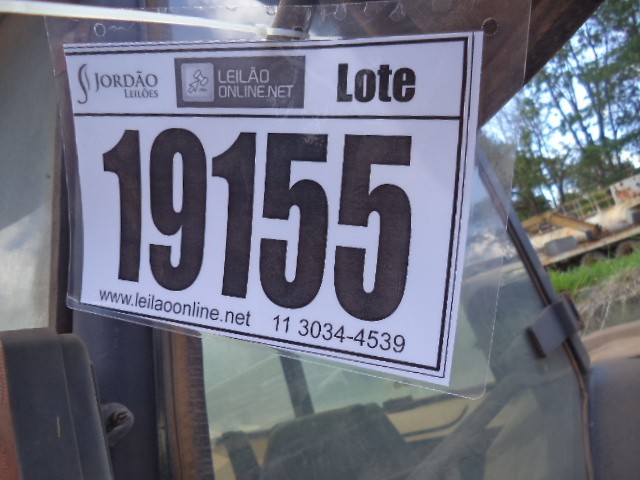 JORDÃO
LEILÕES
LEILÃO
ONLINE.NET
Lote
19155
www.leilaoonline.net 11 3034-4539